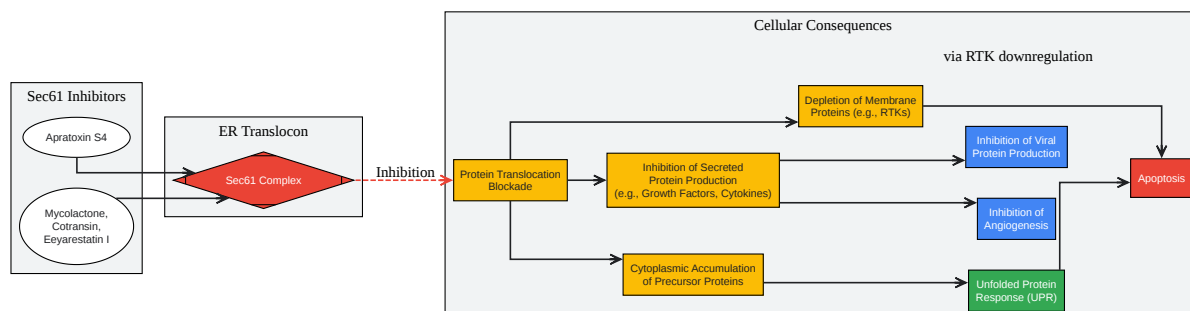 Sec61 Inhibitors
Apratoxin S4
Mycolactone,
Cotransin,
Eeyarestatin I
ER Translocon
Sec61 Complex
Inhibition
Cellular Consequences
via RTK downregulation
Protein Translocation
Blockade
Depletion of Membrane
Proteins (e.g., RTKs)
Inhibition of Secreted
Protein Production
(e.g., Growth Factors, Cytokines)
Cytoplasmic Accumulation
of Precursor Proteins
Inhibition of Viral
Protein Production
Inhibition of
Angiogenesis
Unfolded Protein
Response (UPR)
Apoptosis